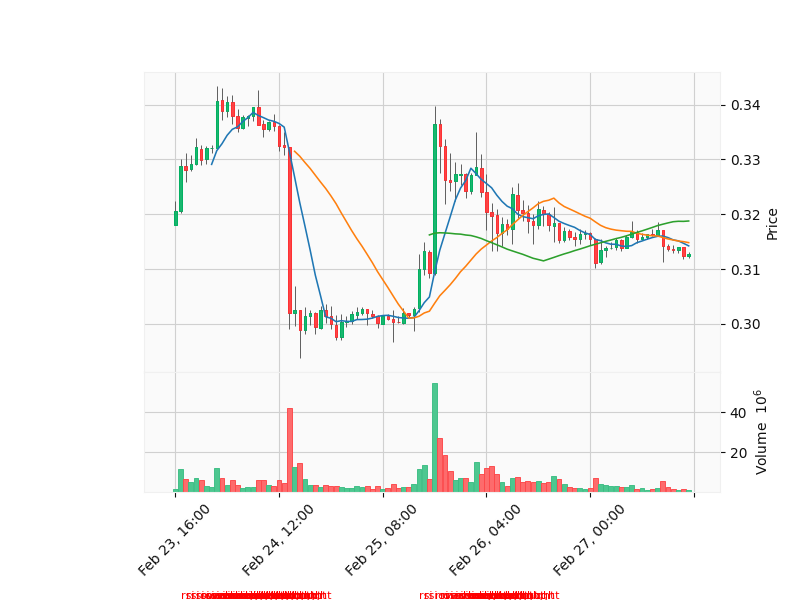 0.34
0.33
0.32
0.31
0.30
Price
40
20
Volume 10^6
Feb 23, 16:00
Feb 24, 12:00
Feb 25, 08:00
Feb 26, 04:00
Feb 27, 00:00